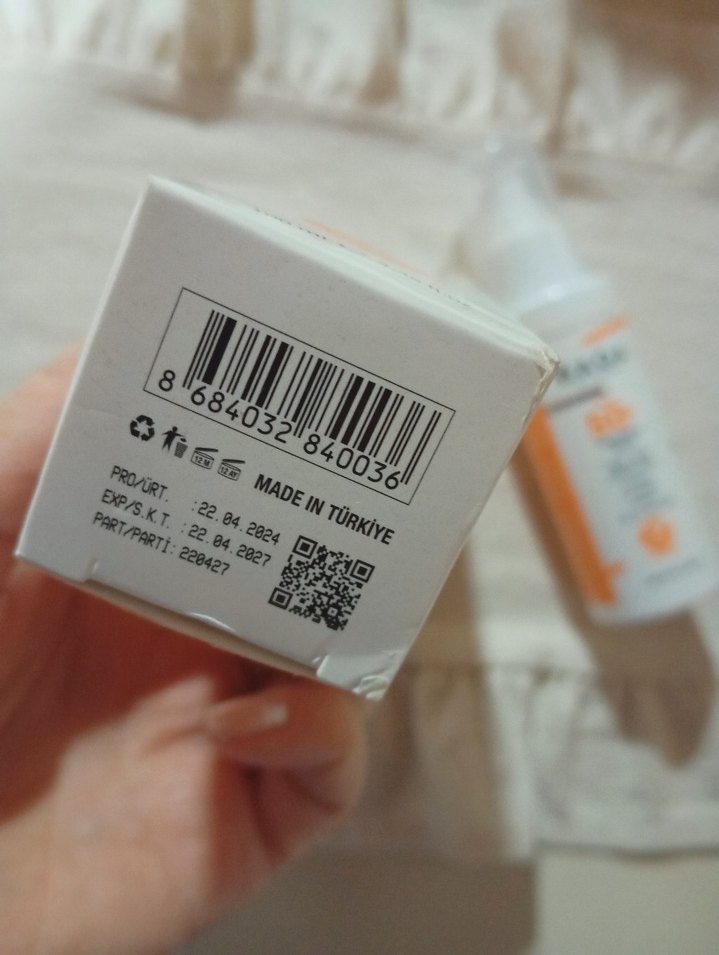 8 684032 840036
12 M 12 AY MADE IN TÜRKİYE
PRO/ÜRT. :22.04.2024
EXP/S.K.T. :22.04.2027
PART/PARTİ: 220427